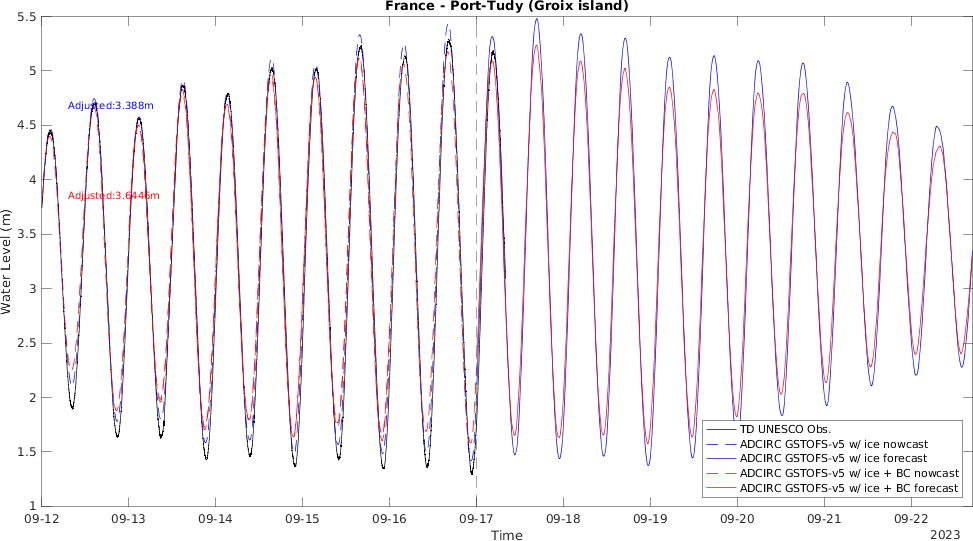 France - Port-Tudy (Groix island)
5.5
5
4.5
4
3.5
3
2.5
2
1.5
1
Water Level (m)
Adjusted:3.388m
Adjusted:3.6446m
TD UNESCO Obs.
ADCIRC GSTOFS-v5 w/ ice nowcast
ADCIRC GSTOFS-v5 w/ ice forecast
ADCIRC GSTOFS-v5 w/ ice + BC nowcast
ADCIRC GSTOFS-v5 w/ ice + BC forecast
09-12 09-13 09-14 09-15 09-16 09-17 09-18 09-19 09-20 09-21 09-22
Time
2023